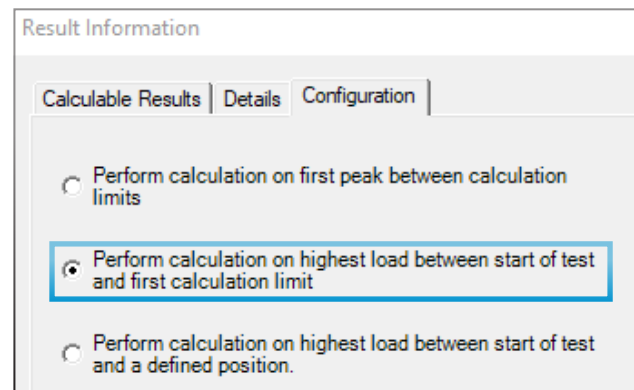 Result Information
Calculable Results Details Configuration
Perform calculation on first peak between calculation
limits
Perform calculation on highest load between start of test
and first calculation limit
Perform calculation on highest load between start of test
and a defined position.